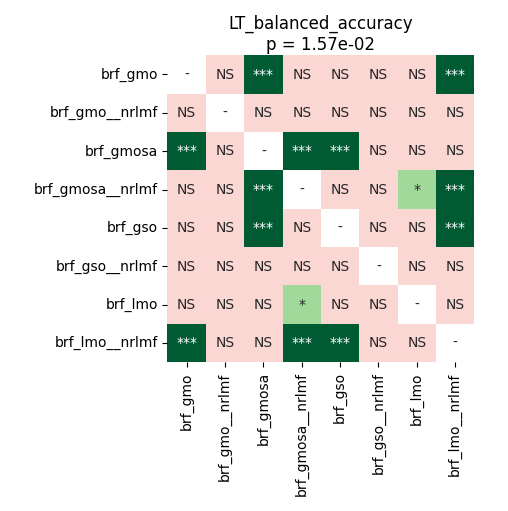 LT_balanced_accuracy
p = 1.57e-02
brf_gmo - NS *** NS NS NS NS ***
brf_gmo__nrlmf NS - NS NS NS NS NS NS
brf_gmosa *** NS - *** *** NS NS NS
brf_gmosa__nrlmf NS NS *** - NS NS * ***
brf_gso NS NS *** NS - NS NS ***
brf_gso__nrlmf NS NS NS NS NS - NS NS
brf_lmo NS NS NS * NS NS - NS
brf_lmo__nrlmf *** NS NS *** *** NS NS -
brf_gmo
brf_gmo__nrlmf
brf_gmosa
brf_gmosa__nrlmf
brf_gso
brf_gso__nrlmf
brf_lmo
brf_lmo__nrlmf